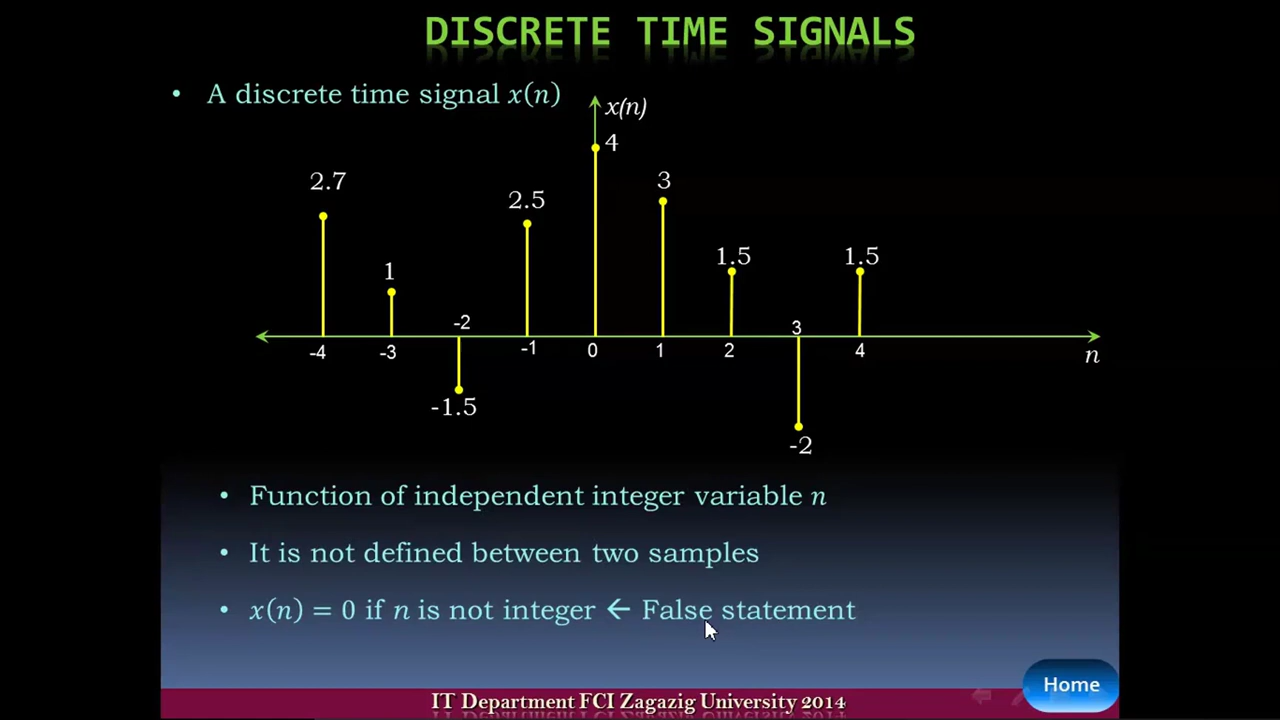 DISCRETE TIME SIGNALS
• A discrete time signal x(n)
x(n)
4
2.7
3
2.5
1.5
1.5
1
-2
3
-4
-3
-1
0
1
2
4
n
-1.5
-2
• Function of independent integer variable n
• It is not defined between two samples
• x(n) = 0 if n is not integer ← False statement
Home
IT Department FCI Zagazig University 2014